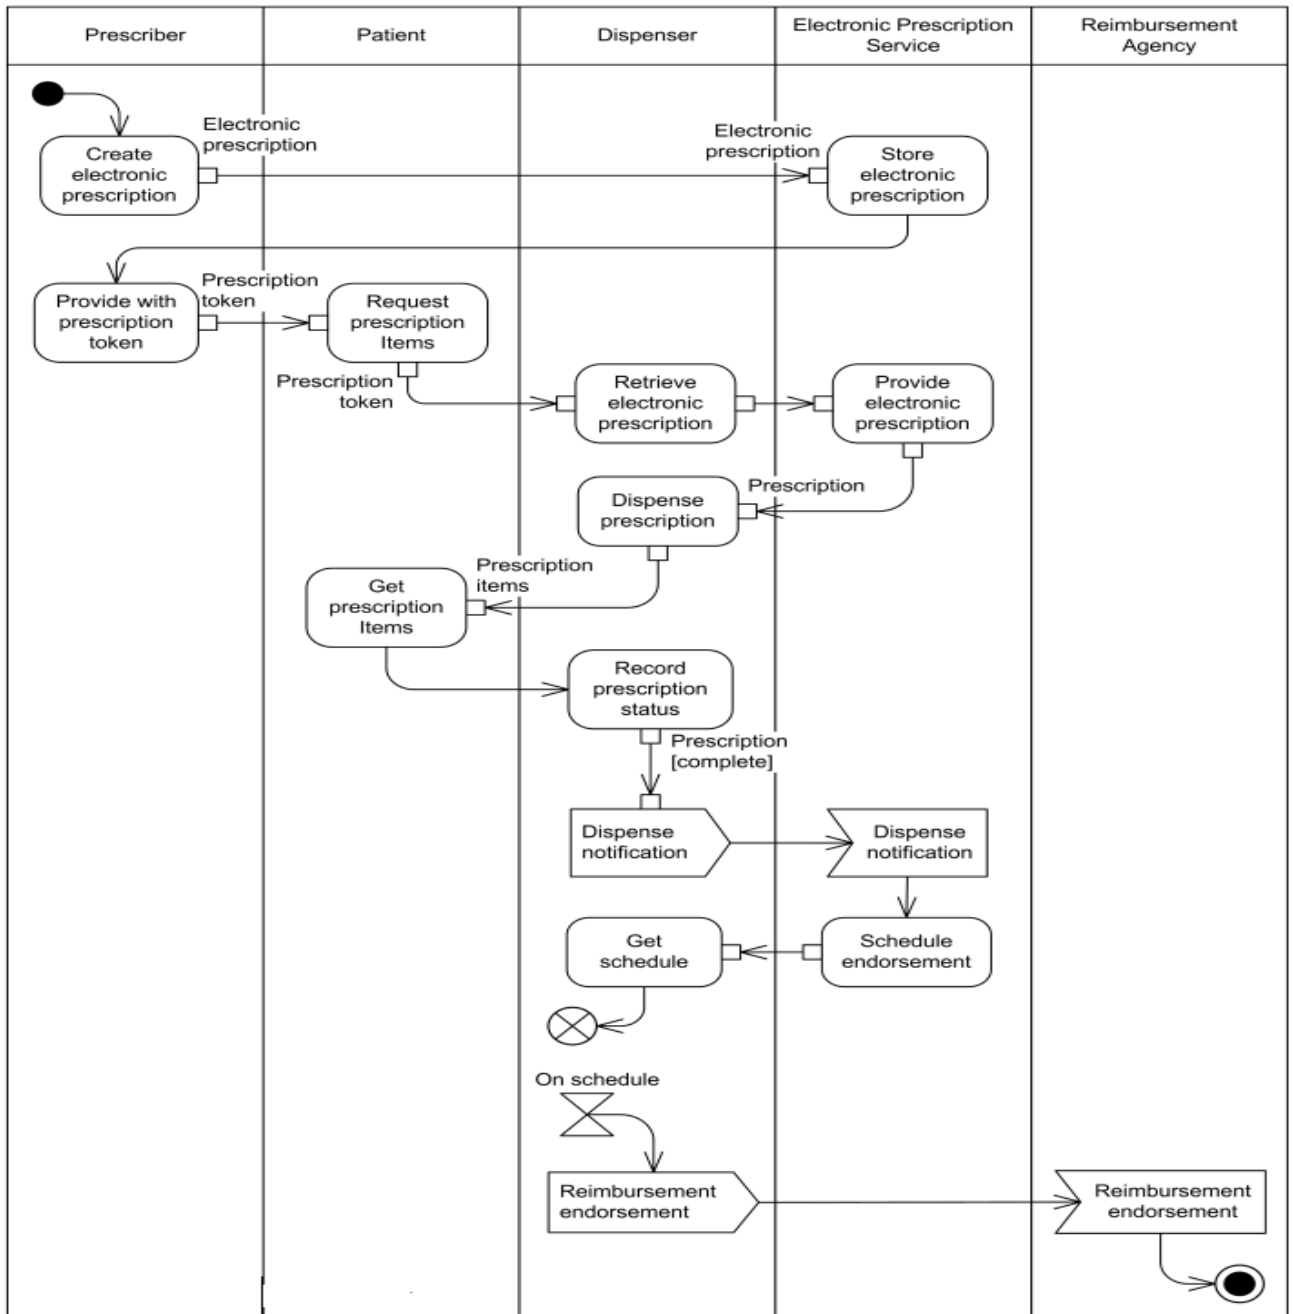 Prescriber
Patient
Dispenser
Electronic Prescription
Service
Reimbursement
Agency
Create
electronic
prescription
Electronic
prescription
Electronic
prescription
Store
electronic
prescription
Provide with
prescription
token
Prescription
token
Request
prescription
Items
Prescription
token
Retrieve
electronic
prescription
Provide
electronic
prescription
Prescription
Dispense
prescription
Prescription
items
Get
prescription
Items
Record
prescription
status
Prescription
[complete]
Dispense
notification
Dispense
notification
Get
schedule
Schedule
endorsement
On schedule
Reimbursement
endorsement
Reimbursement
endorsement